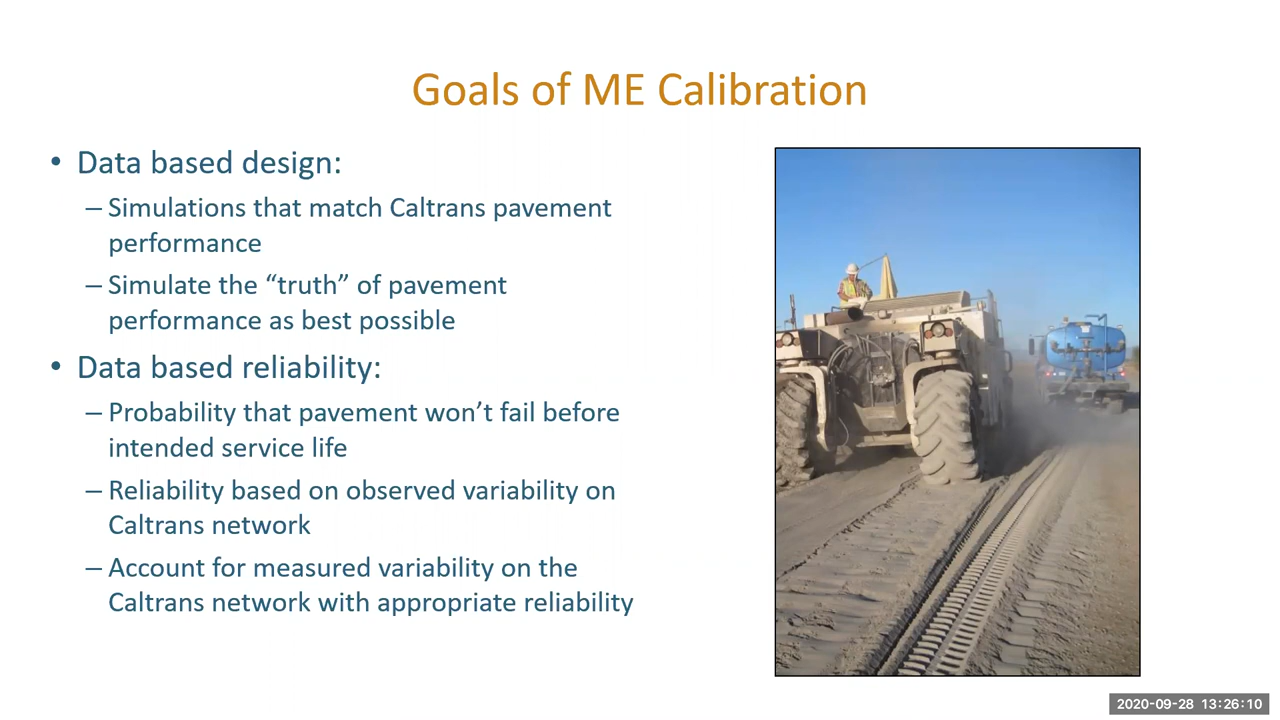 Goals of ME Calibration
• Data based design:
– Simulations that match Caltrans pavement
performance
– Simulate the “truth” of pavement
performance as best possible
• Data based reliability:
– Probability that pavement won’t fail before
intended service life
– Reliability based on observed variability on
Caltrans network
– Account for measured variability on the
Caltrans network with appropriate reliability
2020-09-28 13:26:10